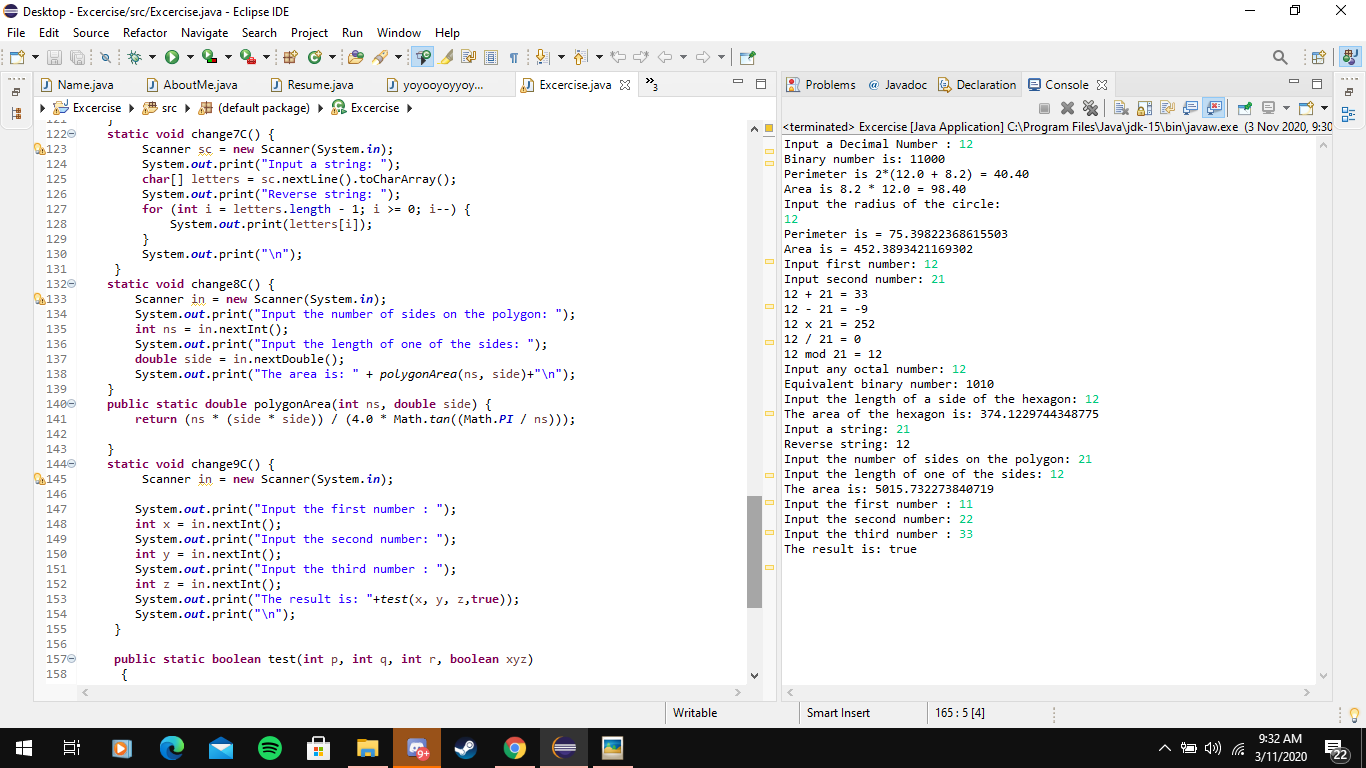 Desktop - Excercise/src/Excercise.java - Eclipse IDE
File Edit Source Refactor Navigate Search Project Run Window Help
Name.java AboutMe.java Resume.java yoyooyoyyoy... Excercise.java »3
Excercise src (default package) Excercise
121 }
122 static void change7C() {
123 Scanner sc = new Scanner(System.in);
124 System.out.print("Input a string: ");
125 char[] letters = sc.nextLine().toCharArray();
126 System.out.print("Reverse string: ");
127 for (int i = letters.length - 1; i >= 0; i--) {
128 System.out.print(letters[i]);
129 }
130 System.out.print("\n");
131 }
132 static void change8C() {
133 Scanner in = new Scanner(System.in);
134 System.out.print("Input the number of sides on the polygon: ");
135 int ns = in.nextInt();
136 System.out.print("Input the length of one of the sides: ");
137 double side = in.nextDouble();
138 System.out.print("The area is: " + polygonArea(ns, side)+"\n");
139 }
140 public static double polygonArea(int ns, double side) {
141 return (ns * (side * side)) / (4.0 * Math.tan((Math.PI / ns)));
142
143 }
144 static void change9C() {
145 Scanner in = new Scanner(System.in);
146
147 System.out.print("Input the first number : ");
148 int x = in.nextInt();
149 System.out.print("Input the second number: ");
150 int y = in.nextInt();
151 System.out.print("Input the third number : ");
152 int z = in.nextInt();
153 System.out.print("The result is: "+test(x, y, z,true));
154 System.out.print("\n");
155 }
156
157 public static boolean test(int p, int q, int r, boolean xyz)
158 {
Problems @ Javadoc Declaration Console
<terminated> Excercise [Java Application] C:\Program Files\Java\jdk-15\bin\javaw.exe (3 Nov 2020, 9:30
Input a Decimal Number : 12
Binary number is: 11000
Perimeter is 2*(12.0 + 8.2) = 40.40
Area is 8.2 * 12.0 = 98.40
Input the radius of the circle:
12
Perimeter is = 75.39822368615503
Area is = 452.3893421169302
Input first number: 12
Input second number: 21
12 + 21 = 33
12 - 21 = -9
12 x 21 = 252
12 / 21 = 0
12 mod 21 = 12
Input any octal number: 12
Equivalent binary number: 1010
Input the length of a side of the hexagon: 12
The area of the hexagon is: 374.1229744348775
Input a string: 21
Reverse string: 12
Input the number of sides on the polygon: 21
Input the length of one of the sides: 12
The area is: 5015.732273840719
Input the first number : 11
Input the second number: 22
Input the third number : 33
The result is: true
Writable Smart Insert 165 : 5 [4]
9+
9:32 AM
3/11/2020
22